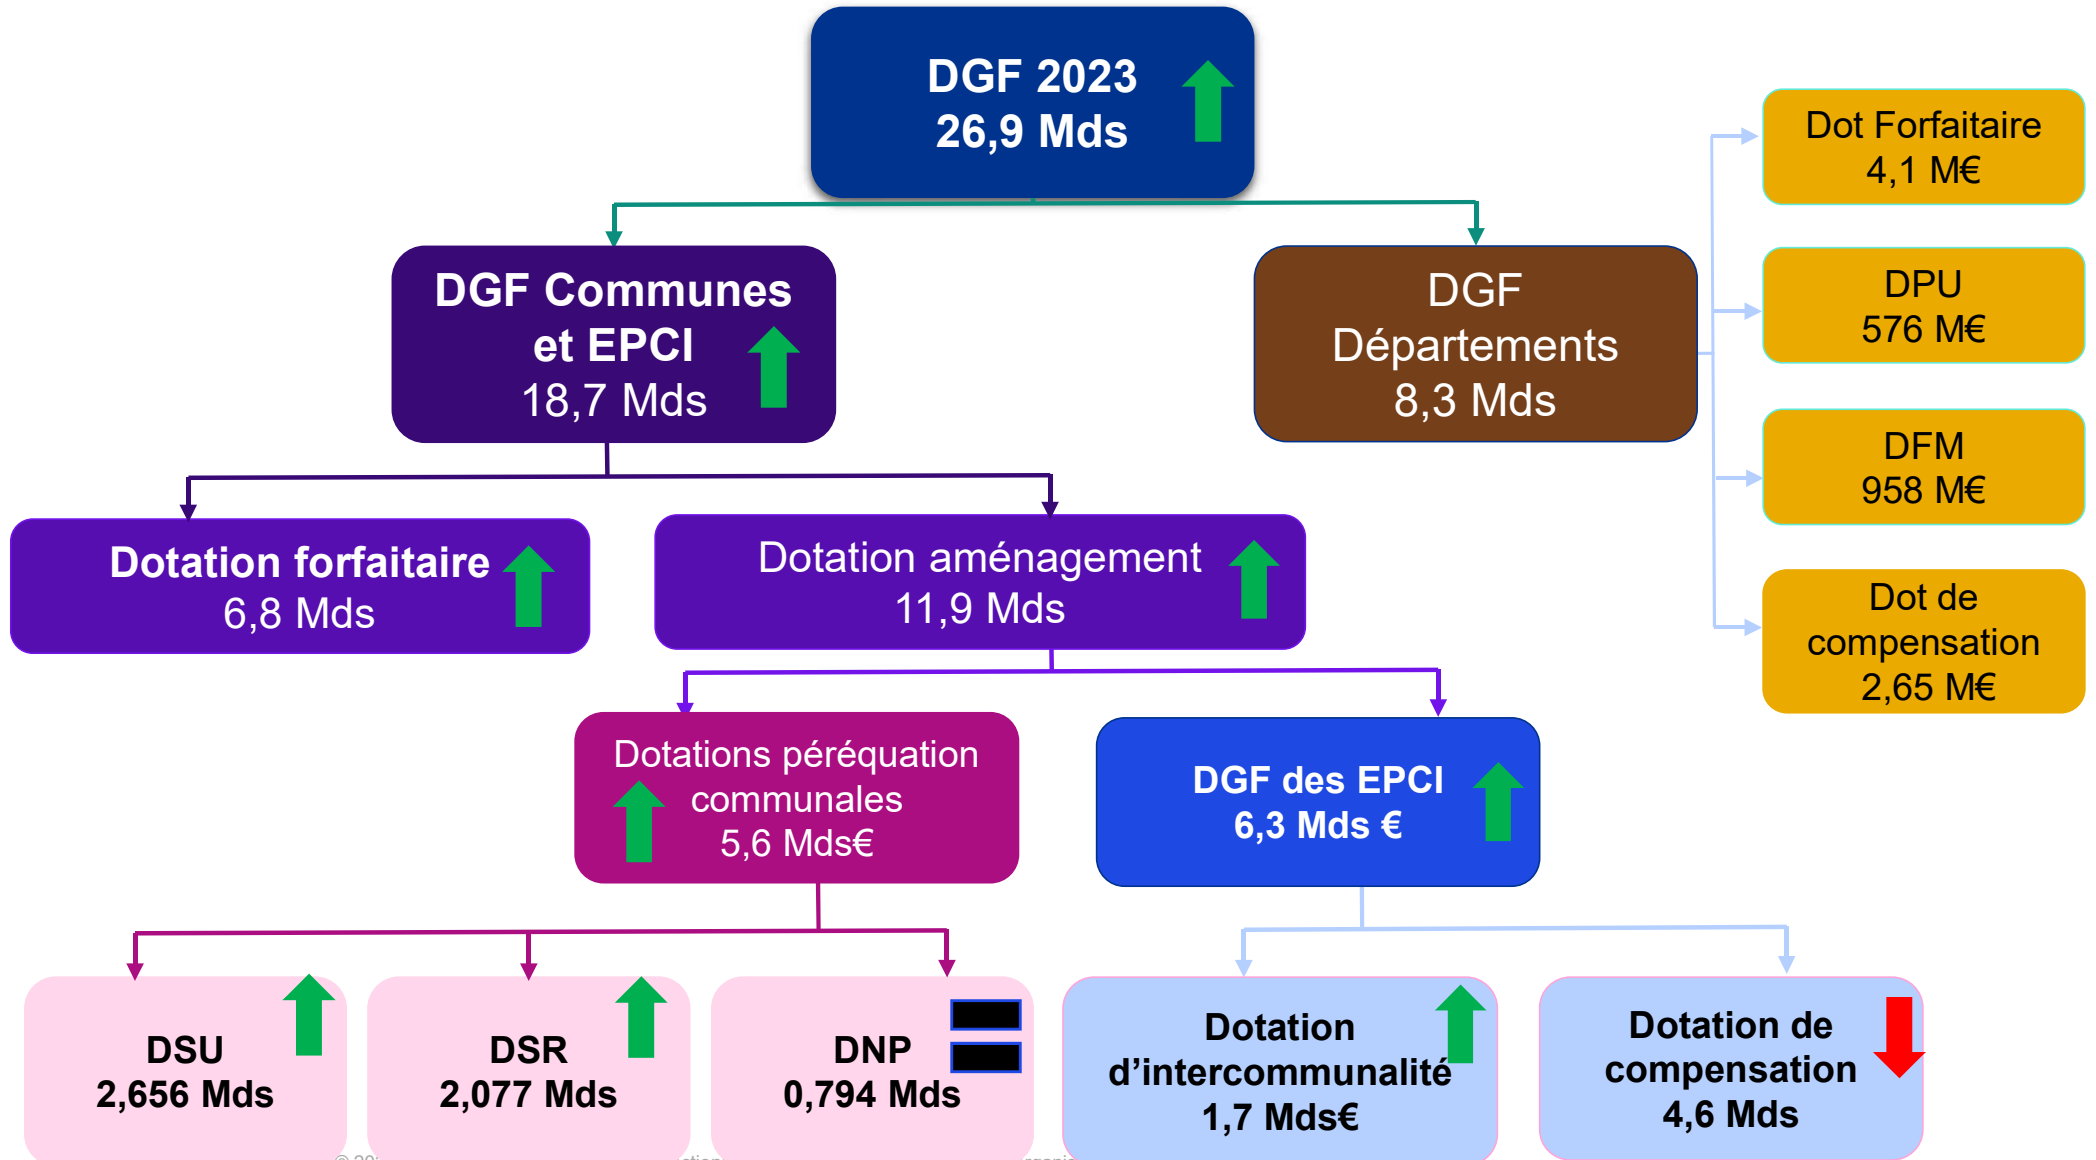 DGF 2023
26,9 Mds
Dot Forfaitaire
4,1 M€
DGF Communes
et EPCI
18,7 Mds
DGF
Départements
8,3 Mds
DPU
576 M€
DFM
958 M€
Dotation forfaitaire
6,8 Mds
Dotation aménagement
11,9 Mds
Dot de
compensation
2,65 M€
Dotations péréquation
communales
5,6 Mds€
DGF des EPCI
6,3 Mds €
DSU
2,656 Mds
DSR
2,077 Mds
DNP
0,794 Mds
Dotation
d’intercommunalité
1,7 Mds€
Dotation de
compensation
4,6 Mds